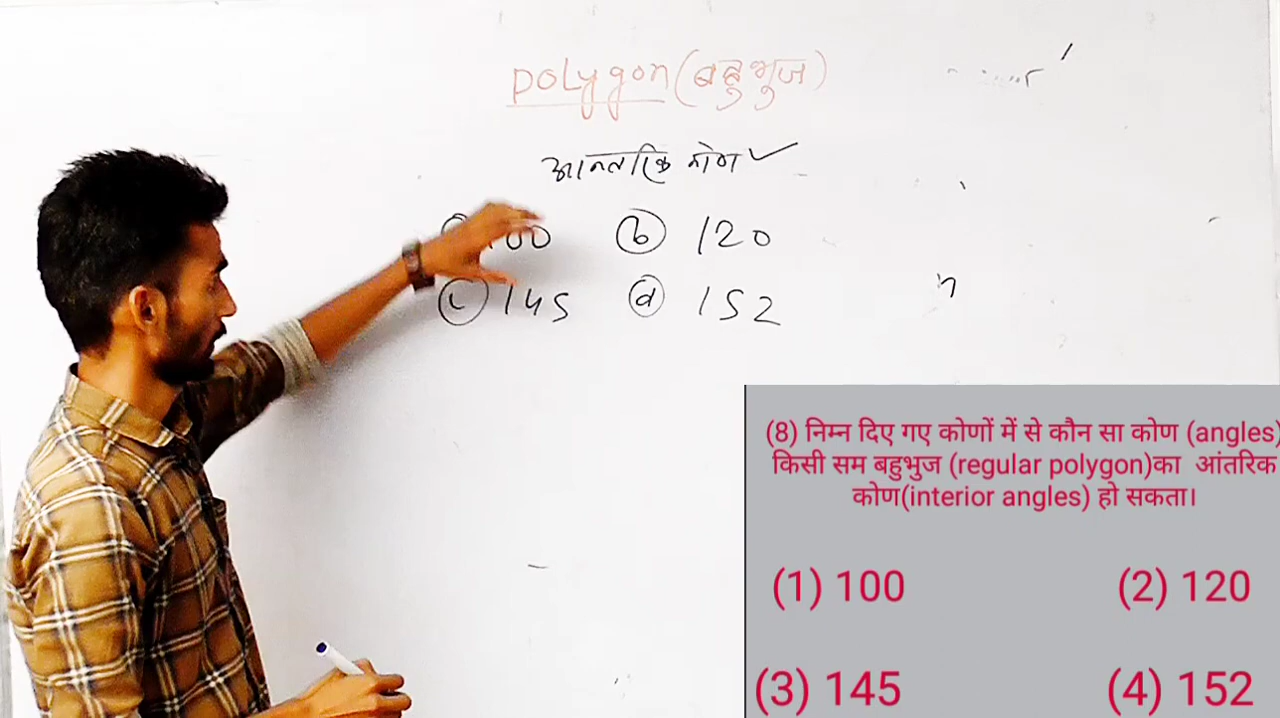 polygon (बहुभुज)
आन्तरिक कोण ✓
00 (b) 120
(c) 145 (d) 152
(8) निम्न दिए गए कोणों में से कौन सा कोण (angles)
किसी सम बहुभुज (regular polygon)का आंतरिक
कोण(interior angles) हो सकता।
(1) 100 (2) 120
(3) 145 (4) 152